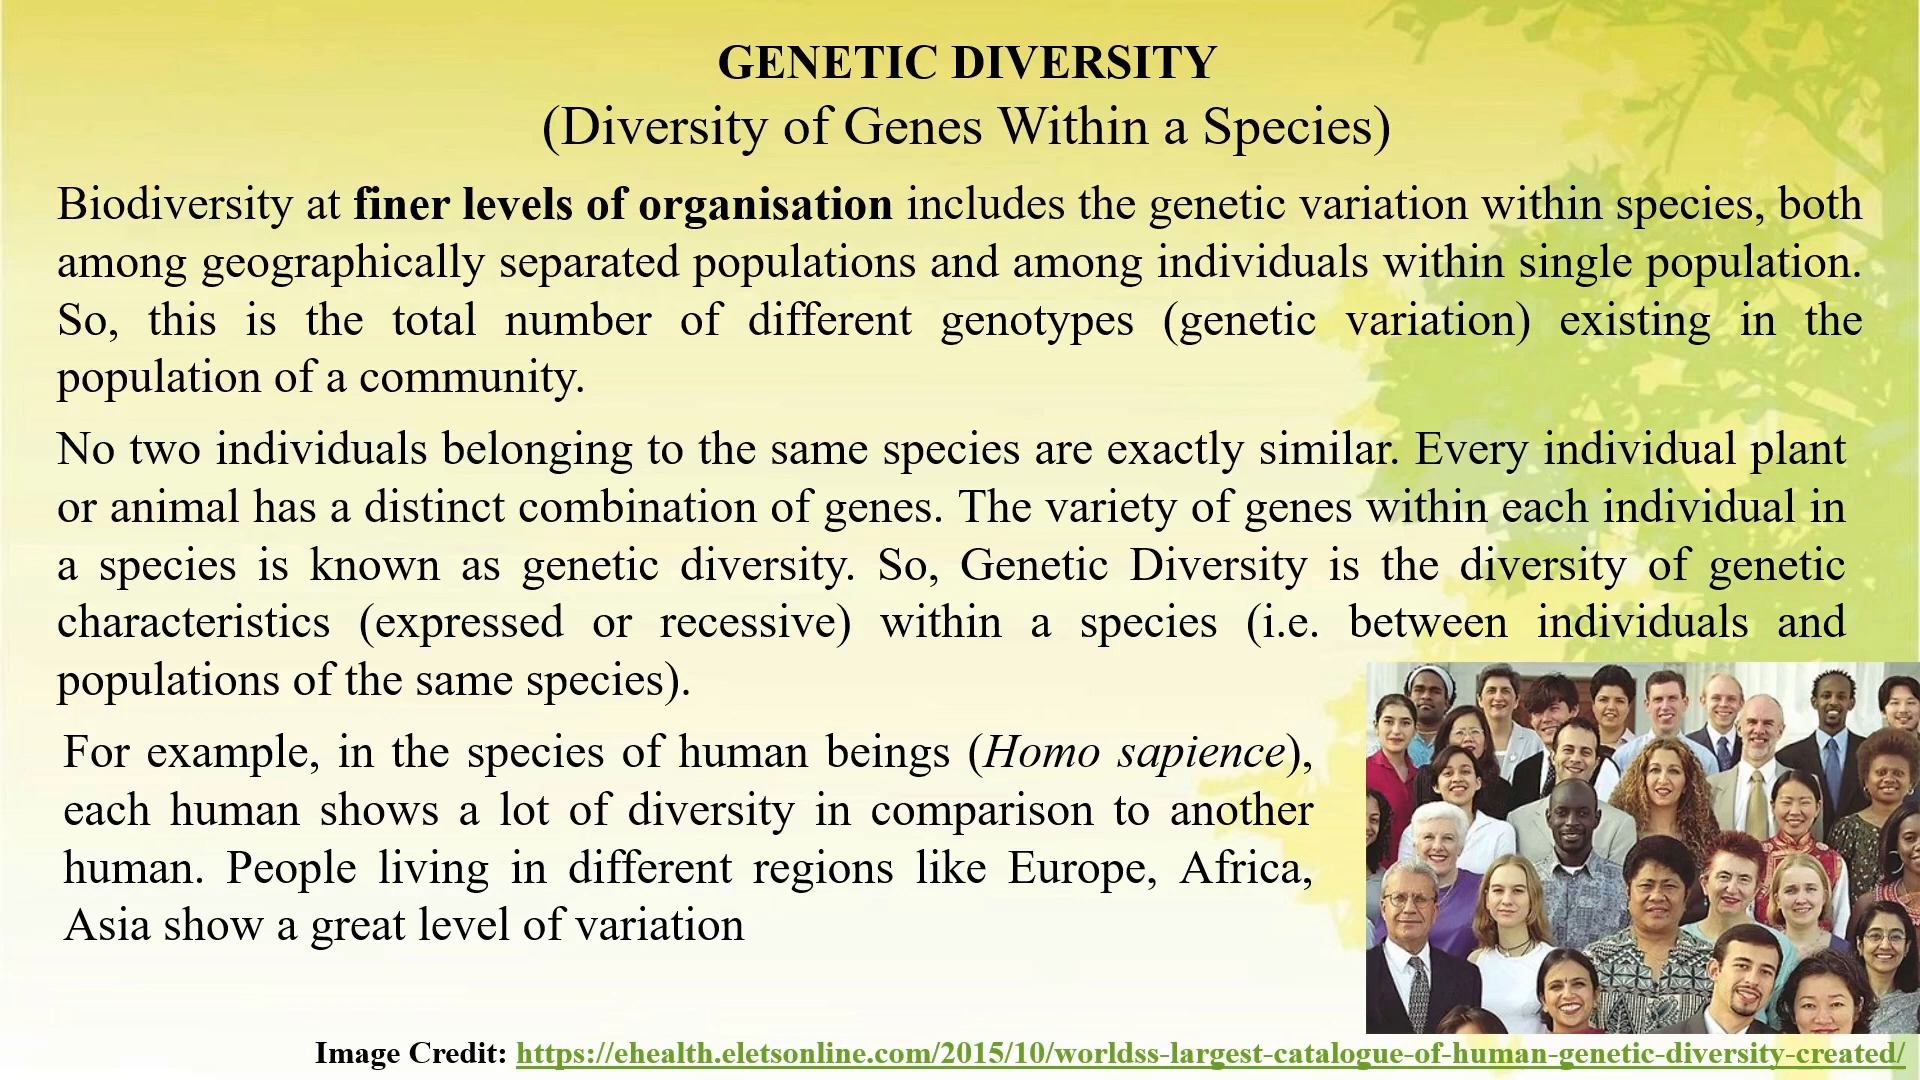 GENETIC DIVERSITY
(Diversity of Genes Within a Species)
Biodiversity at finer levels of organisation includes the genetic variation within species, both
among geographically separated populations and among individuals within single population.
So, this is the total number of different genotypes (genetic variation) existing in the
population of a community.
No two individuals belonging to the same species are exactly similar. Every individual plant
or animal has a distinct combination of genes. The variety of genes within each individual in
a species is known as genetic diversity. So, Genetic Diversity is the diversity of genetic
characteristics (expressed or recessive) within a species (i.e. between individuals and
populations of the same species).
For example, in the species of human beings (Homo sapience),
each human shows a lot of diversity in comparison to another
human. People living in different regions like Europe, Africa,
Asia show a great level of variation
Image Credit: https://ehealth.eletsonline.com/2015/10/worldss-largest-catalogue-of-human-genetic-diversity-created/